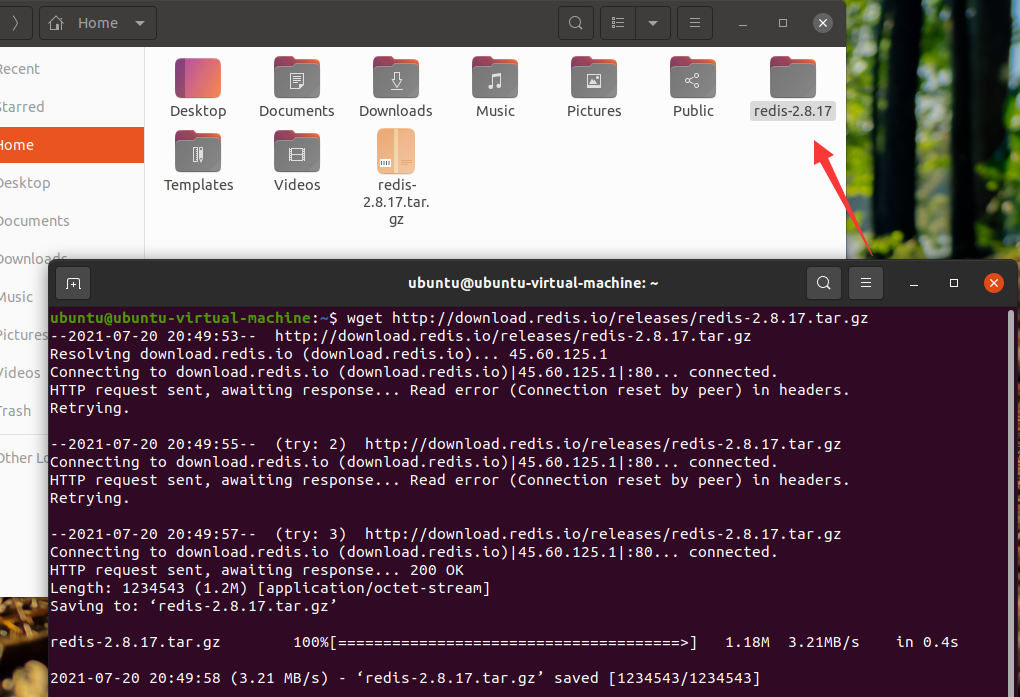 Home
Recent
Starred
Home
Desktop
Documents
Downloads
Music
Pictures
Videos
Trash
Other Lo
Desktop
Documents
Downloads
Music
Pictures
Public
redis-2.8.17
Templates
Videos
redis-
2.8.17.tar.
gz
ubuntu@ubuntu-virtual-machine: ~
ubuntu@ubuntu-virtual-machine:~$ wget http://download.redis.io/releases/redis-2.8.17.tar.gz
--2021-07-20 20:49:53--  http://download.redis.io/releases/redis-2.8.17.tar.gz
Resolving download.redis.io (download.redis.io)... 45.60.125.1
Connecting to download.redis.io (download.redis.io)|45.60.125.1|:80... connected.
HTTP request sent, awaiting response... Read error (Connection reset by peer) in headers.
Retrying.
--2021-07-20 20:49:55--  (try: 2)  http://download.redis.io/releases/redis-2.8.17.tar.gz
Connecting to download.redis.io (download.redis.io)|45.60.125.1|:80... connected.
HTTP request sent, awaiting response... Read error (Connection reset by peer) in headers.
Retrying.
--2021-07-20 20:49:57--  (try: 3)  http://download.redis.io/releases/redis-2.8.17.tar.gz
Connecting to download.redis.io (download.redis.io)|45.60.125.1|:80... connected.
HTTP request sent, awaiting response... 200 OK
Length: 1234543 (1.2M) [application/octet-stream]
Saving to: ‘redis-2.8.17.tar.gz’
redis-2.8.17.tar.gz        100%[======================================>]   1.18M  3.21MB/s    in 0.4s
2021-07-20 20:49:58 (3.21 MB/s) - ‘redis-2.8.17.tar.gz’ saved [1234543/1234543]